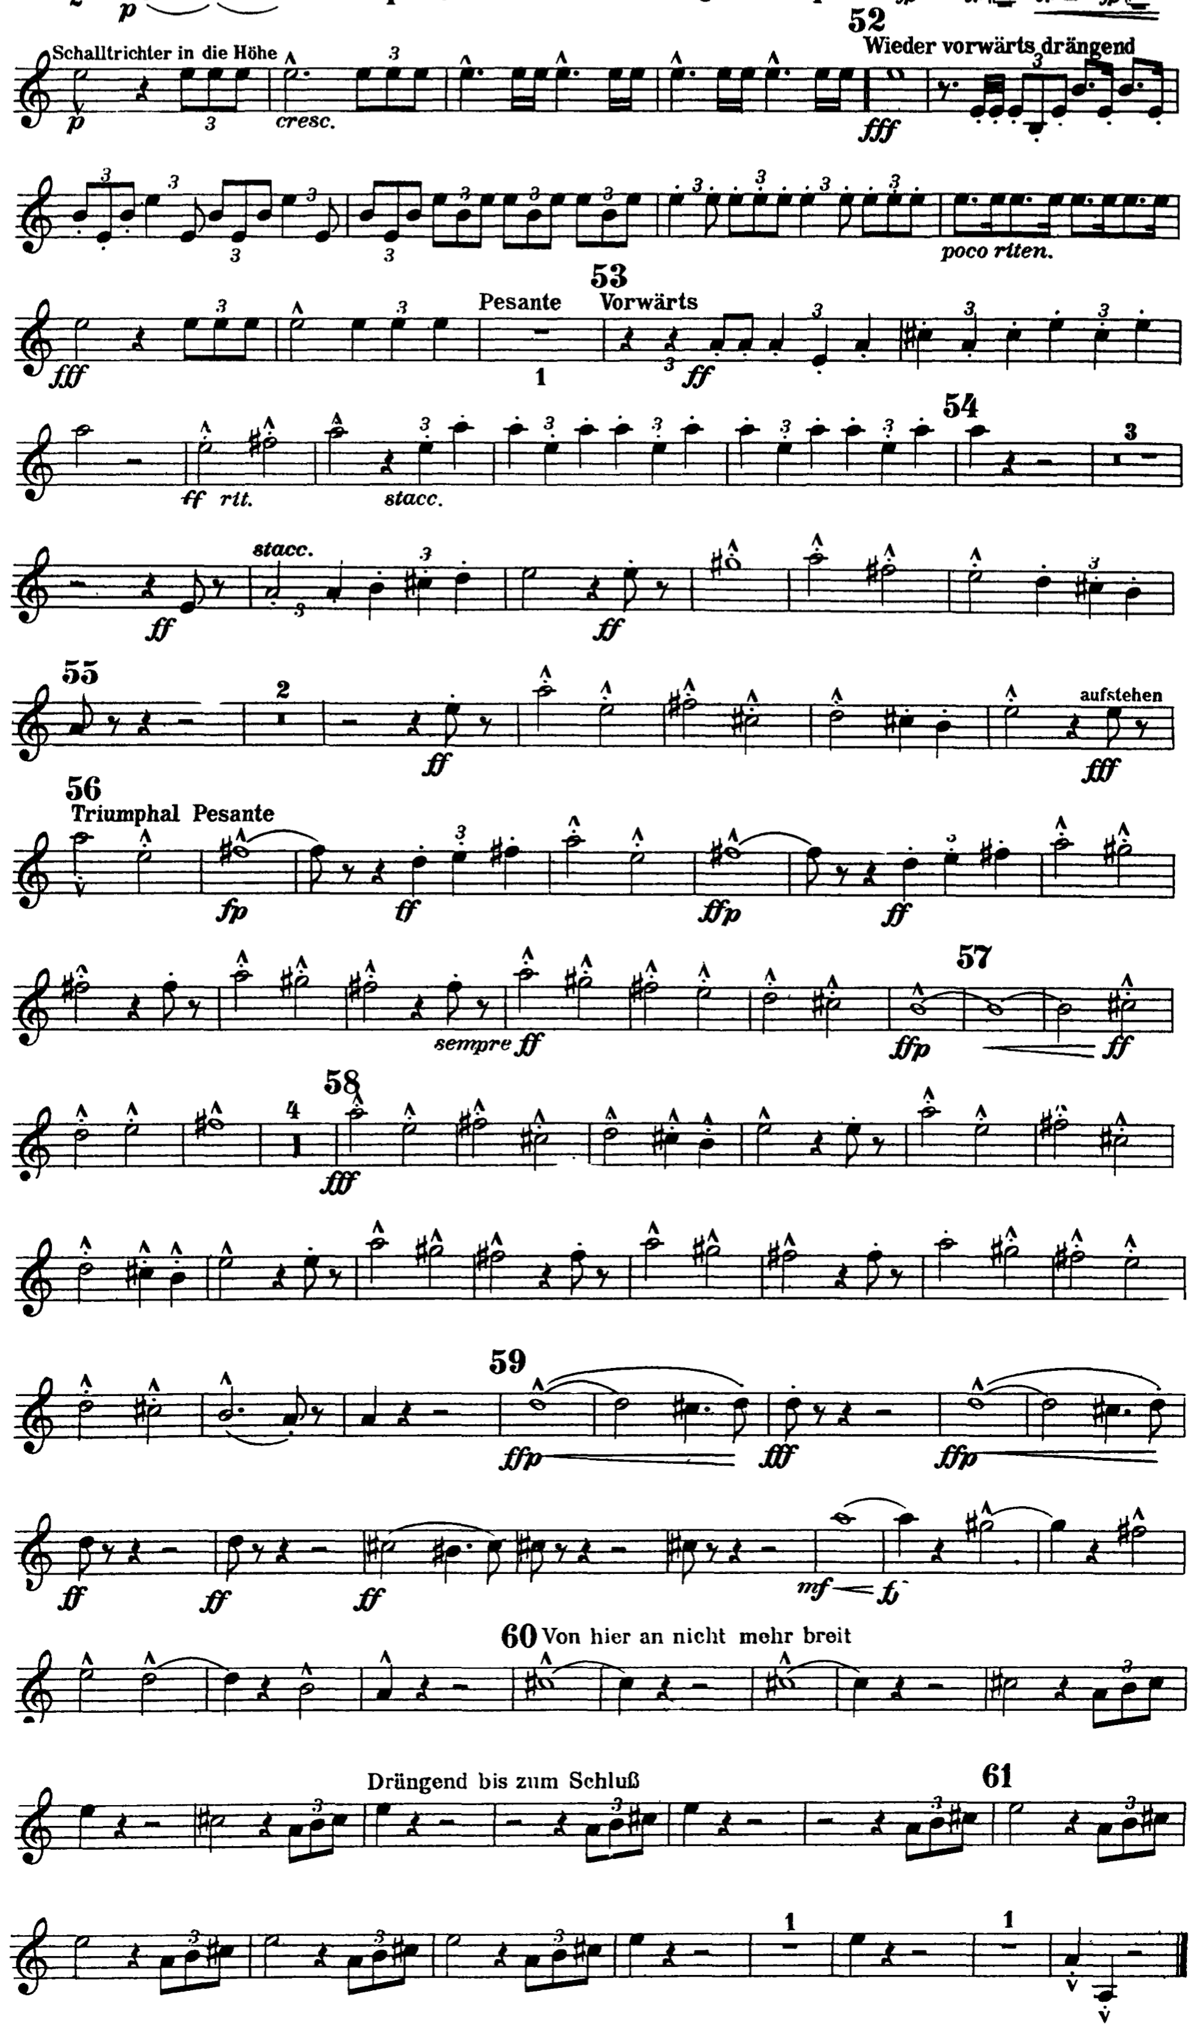 p
52
Schalltrichter in die Höhe 3 Wieder vorwärts drängend
3 3
p cresc. fff
3 3 3 3 3 3 3 3 3 3
3 3
poco riten.
53
Pesante Vorwärts
3 3 3 3 3
fff 1 3 ff
54
3 3 3 3 3 3
ff rit. stacc.
stacc. 3 3
ff 3 ff
55
2 aufstehen
ff fff
56
Triumphal Pesante
3 3
fp ff ffp ff
57
sempre ff ffp ff
58
4
fff
59
ffp fff ffp
ff ff ff mf
60 Von hier an nicht mehr breit
3
Drängend bis zum Schluß 61
3 3 3 3
3 3 3 1 1